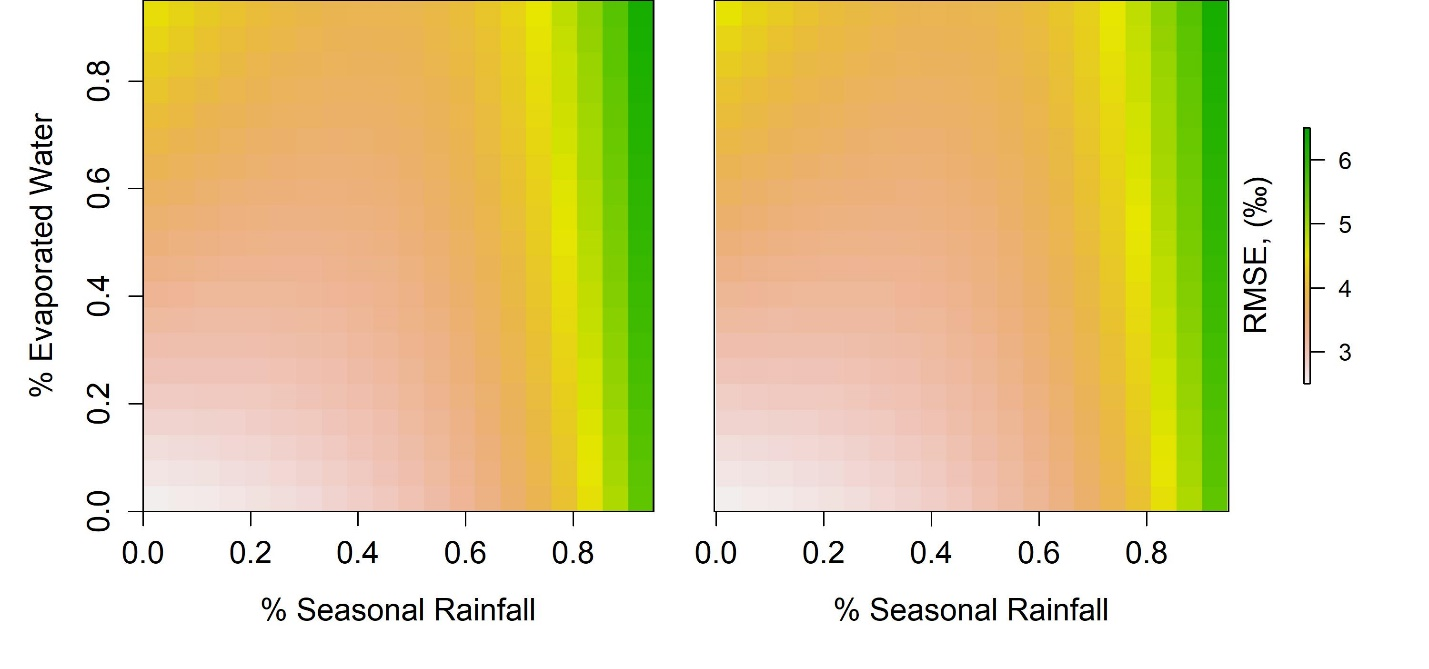 % Evaporated Water
0.8
0.6
0.4
0.2
0.0
0.0 0.2 0.4 0.6 0.8
% Seasonal Rainfall
0.0 0.2 0.4 0.6 0.8
% Seasonal Rainfall
RMSE, (‰)
6
5
4
3